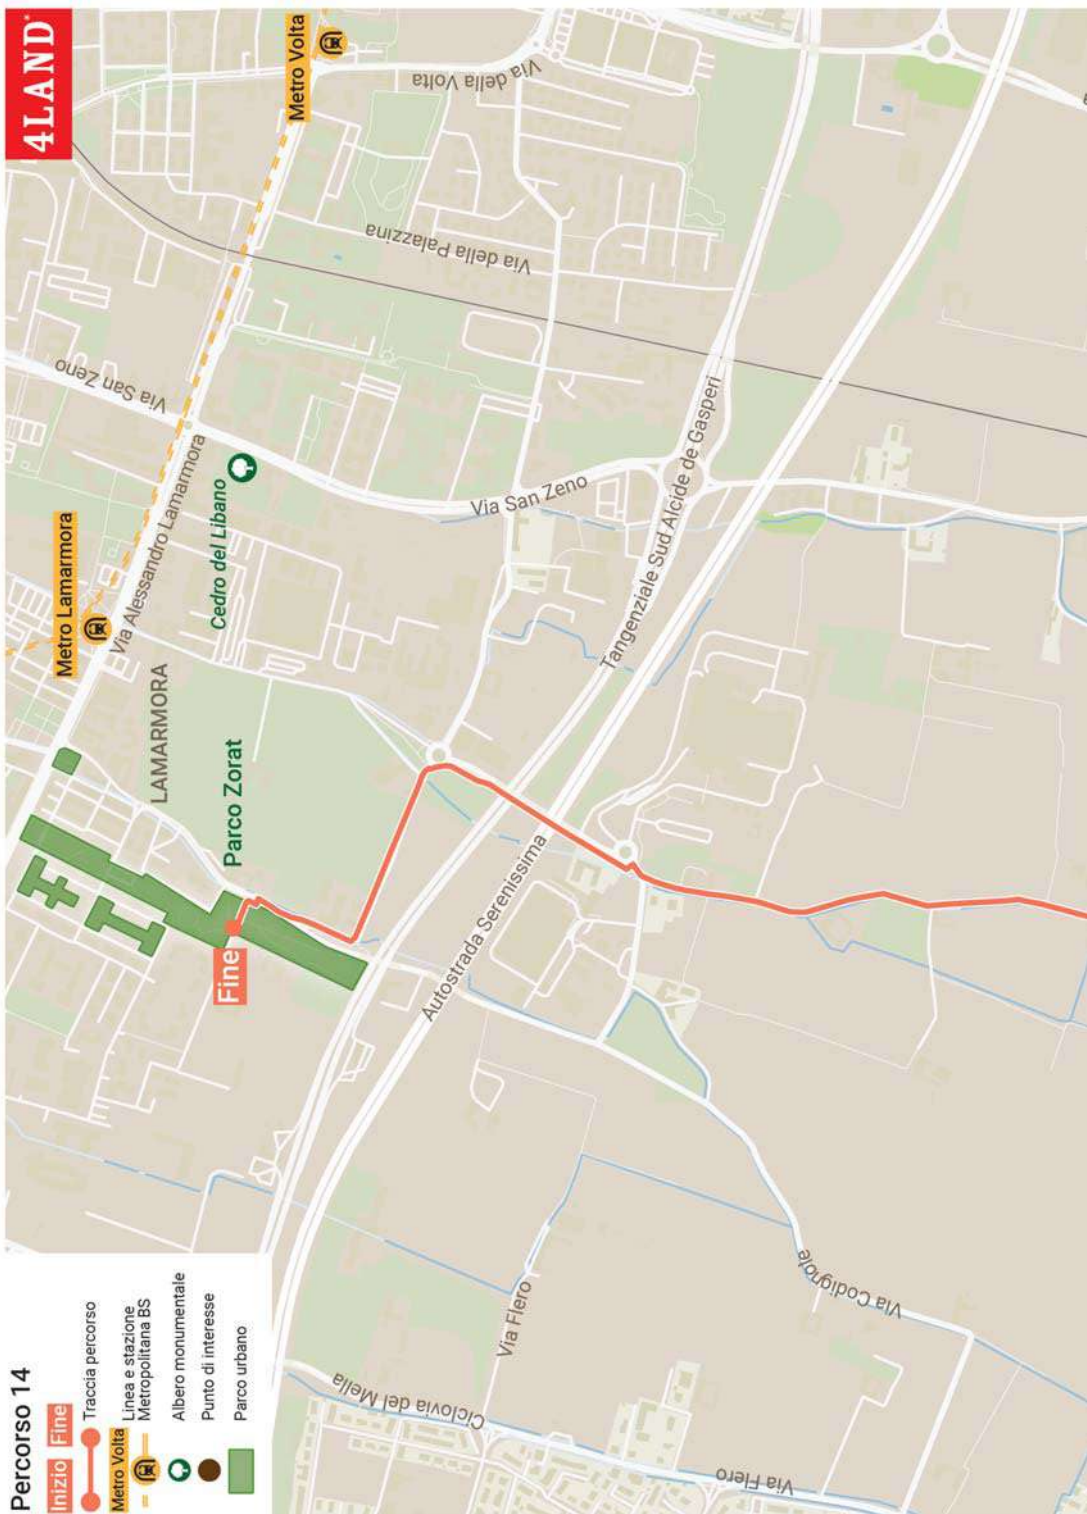 Percorso 14
Inizio
Fine
Traccia percorso
Metro Volta
Linea e stazione
Metropolitana BS
Albero monumentale
Punto di interesse
Parco urbano
4LAND
Metro Volta
Via della Volta
Via della Palazzina
Via San Zeno
Metro Lamarmora
Via Alessandro Lamarmora
Cedro del Libano
LAMARMORA
Parco Zorat
Fine
Via San Zeno
Tangenziale Sud Alcide de Gasperi
Autostrada Serenissima
Via Flero
Via Codignole
Ciclovia del Mella
Via Flero